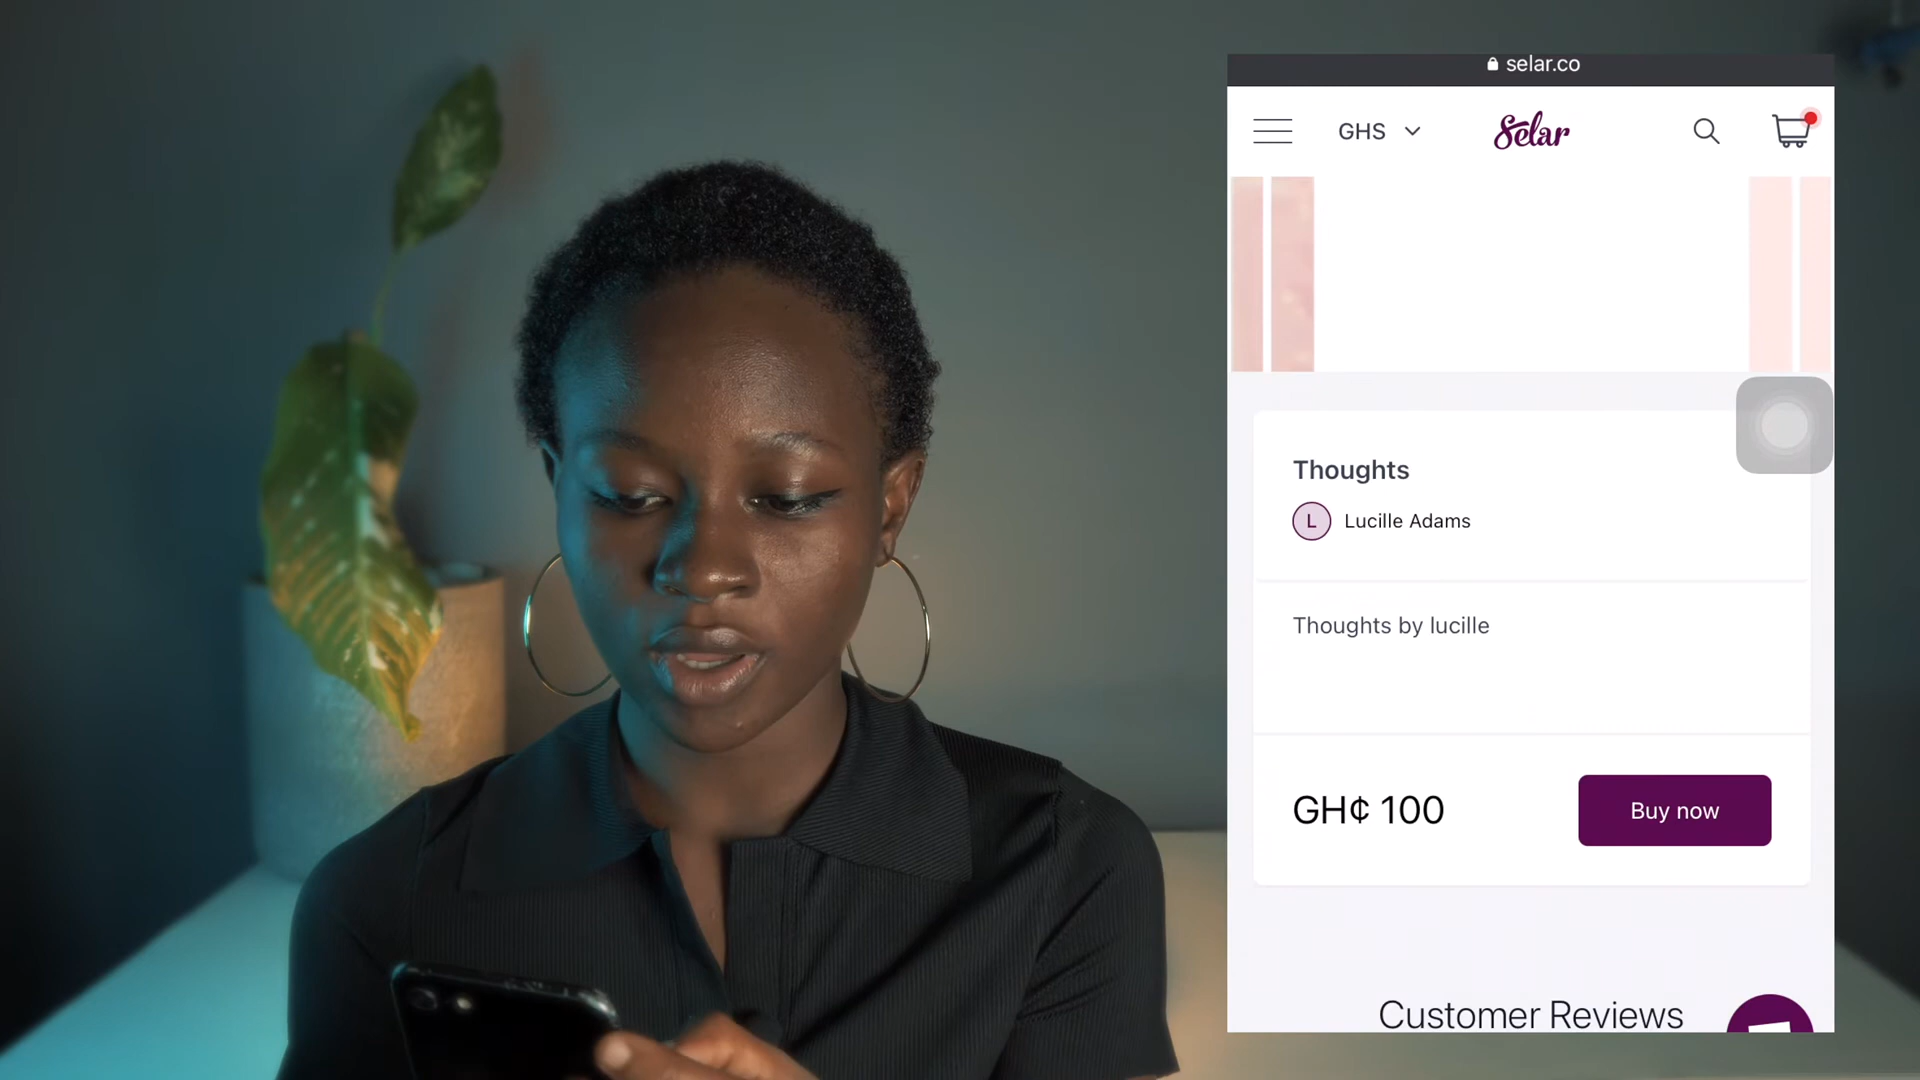 selar.co
GHS
Selar
Thoughts
L
Lucille Adams
Thoughts by lucille
GH₵ 100
Buy now
Customer Reviews